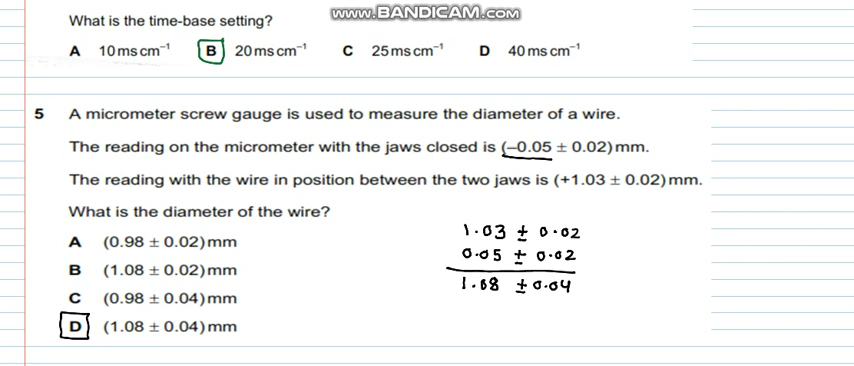 www.BANDICAM.com
What is the time-base setting?
A 10 ms cm⁻¹ B 20 ms cm⁻¹ C 25 ms cm⁻¹ D 40 ms cm⁻¹
5 A micrometer screw gauge is used to measure the diameter of a wire.
The reading on the micrometer with the jaws closed is (–0.05 ± 0.02) mm.
The reading with the wire in position between the two jaws is (+1.03 ± 0.02) mm.
What is the diameter of the wire?
A (0.98 ± 0.02) mm
B (1.08 ± 0.02) mm
C (0.98 ± 0.04) mm
D (1.08 ± 0.04) mm
1.03 ± 0.02
0.05 ± 0.02
1.08 ± 0.04